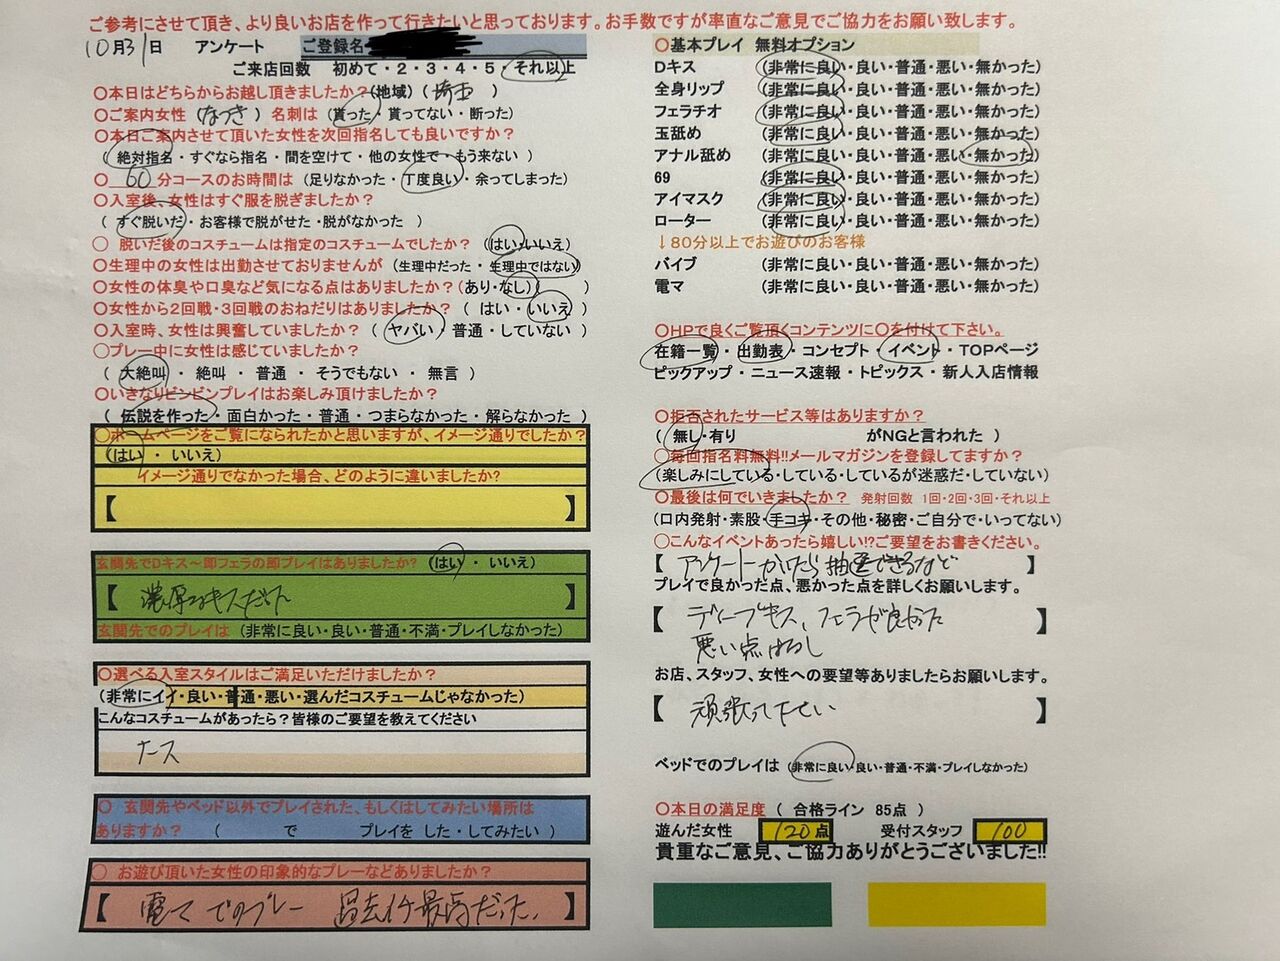 ご参考にさせて頂き、より良いお店を作って行きたいと思っております。お手数ですが率直なご意見でご協力をお願い致します。
10月31日 アンケート ご登録名
ご来店回数 初めて・2・3・4・5・それ以上
○本日はどちらからお越し頂きましたか?(地域) ( 埼玉 )
○ご案内女性 ( なつき ) 名刺は (貰った・貰ってない・断った)
○本日ご案内させて頂いた女性を次回指名しても良いですか?
( 絶対指名・すぐなら指名・間を空けて・他の女性で・もう来ない )
○ 60 分コースのお時間は (足りなかった・丁度良い・余ってしまった)
○入室後、女性はすぐ服を脱ぎましたか?
( すぐ脱いだ・お客様で脱がせた・脱がなかった )
○ 脱いだ後のコスチュームは指定のコスチュームでしたか? (はい・いいえ)
○生理中の女性は出勤させておりませんが (生理中だった・生理中ではない)
○女性の体臭や口臭など気になる点はありましたか?(あり・なし)( )
○女性から2回戦・3回戦のおねだりはありましたか? ( はい・いいえ )
○入室時、女性は興奮していましたか? ( ヤバい・普通・していない )
○プレー中に女性は感じていましたか?
( 大絶叫・絶叫・普通・そうでもない・無言 )
○いきなりビンビンプレイはお楽しみ頂けましたか?
( 伝説を作った・面白かった・普通・つまらなかった・解らなかった )
○ホームページをご覧になられたかと思いますが、イメージ通りでしたか?
(はい・いいえ)
イメージ通りでなかった場合、どのように違いましたか?
【 】
玄関先でDキス～即フェラの即プレイはありましたか? (はい・いいえ)
【 濃厚なキスだった 】
玄関先でのプレイは (非常に良い・良い・普通・不満・プレイしなかった)
○選べる入室スタイルはご満足いただけましたか?
(非常にイイ・良い・普通・悪い・選んだコスチュームじゃなかった)
こんなコスチュームがあったら?皆様のご要望を教えてください
ナース
○ 玄関先やベッド以外でプレイされた、もしくはしてみたい場所は
ありますか? ( で プレイを した・してみたい )
○ お遊び頂いた女性の印象的なプレーなどありましたか?
【 電マでのプレー 過去イチ最高だった 】
○基本プレイ 無料オプション
Dキス (非常に良い・良い・普通・悪い・無かった)
全身リップ (非常に良い・良い・普通・悪い・無かった)
フェラチオ (非常に良い・良い・普通・悪い・無かった)
玉舐め (非常に良い・良い・普通・悪い・無かった)
アナル舐め (非常に良い・良い・普通・悪い・無かった)
69 (非常に良い・良い・普通・悪い・無かった)
アイマスク (非常に良い・良い・普通・悪い・無かった)
ローター (非常に良い・良い・普通・悪い・無かった)
↓80分以上でお遊びのお客様
バイブ (非常に良い・良い・普通・悪い・無かった)
電マ (非常に良い・良い・普通・悪い・無かった)
○HPで良くご覧頂くコンテンツに○を付けて下さい。
在籍一覧・出勤表・コンセプト・イベント・TOPページ
ピックアップ・ニュース速報・トピックス・新人入店情報
○拒否されたサービス等はありますか?
( 無し・有り がNGと言われた )
○毎回指名料無料!!メールマガジンを登録してますか?
(楽しみにしている・している・しているが迷惑だ・していない)
○最後は何でいきましたか? 発射回数 1回・2回・3回・それ以上
(口内発射・素股・手コキ・その他・秘密・ご自分で・いってない)
○こんなイベントあったら嬉しい!?ご要望をお書きください。
【 アンケートかいたら抽選できるなど 】
プレイで良かった点、悪かった点を詳しくお願いします。
【 ディープキス、フェラが良かった
悪い点はなし 】
お店、スタッフ、女性への要望等ありましたらお願いします。
【 頑張って下さい 】
ベッドでのプレイは (非常に良い・良い・普通・不満・プレイしなかった)
○本日の満足度 ( 合格ライン 85点 )
遊んだ女性 120点 受付スタッフ 100
貴重なご意見、ご協力ありがとうございました!!